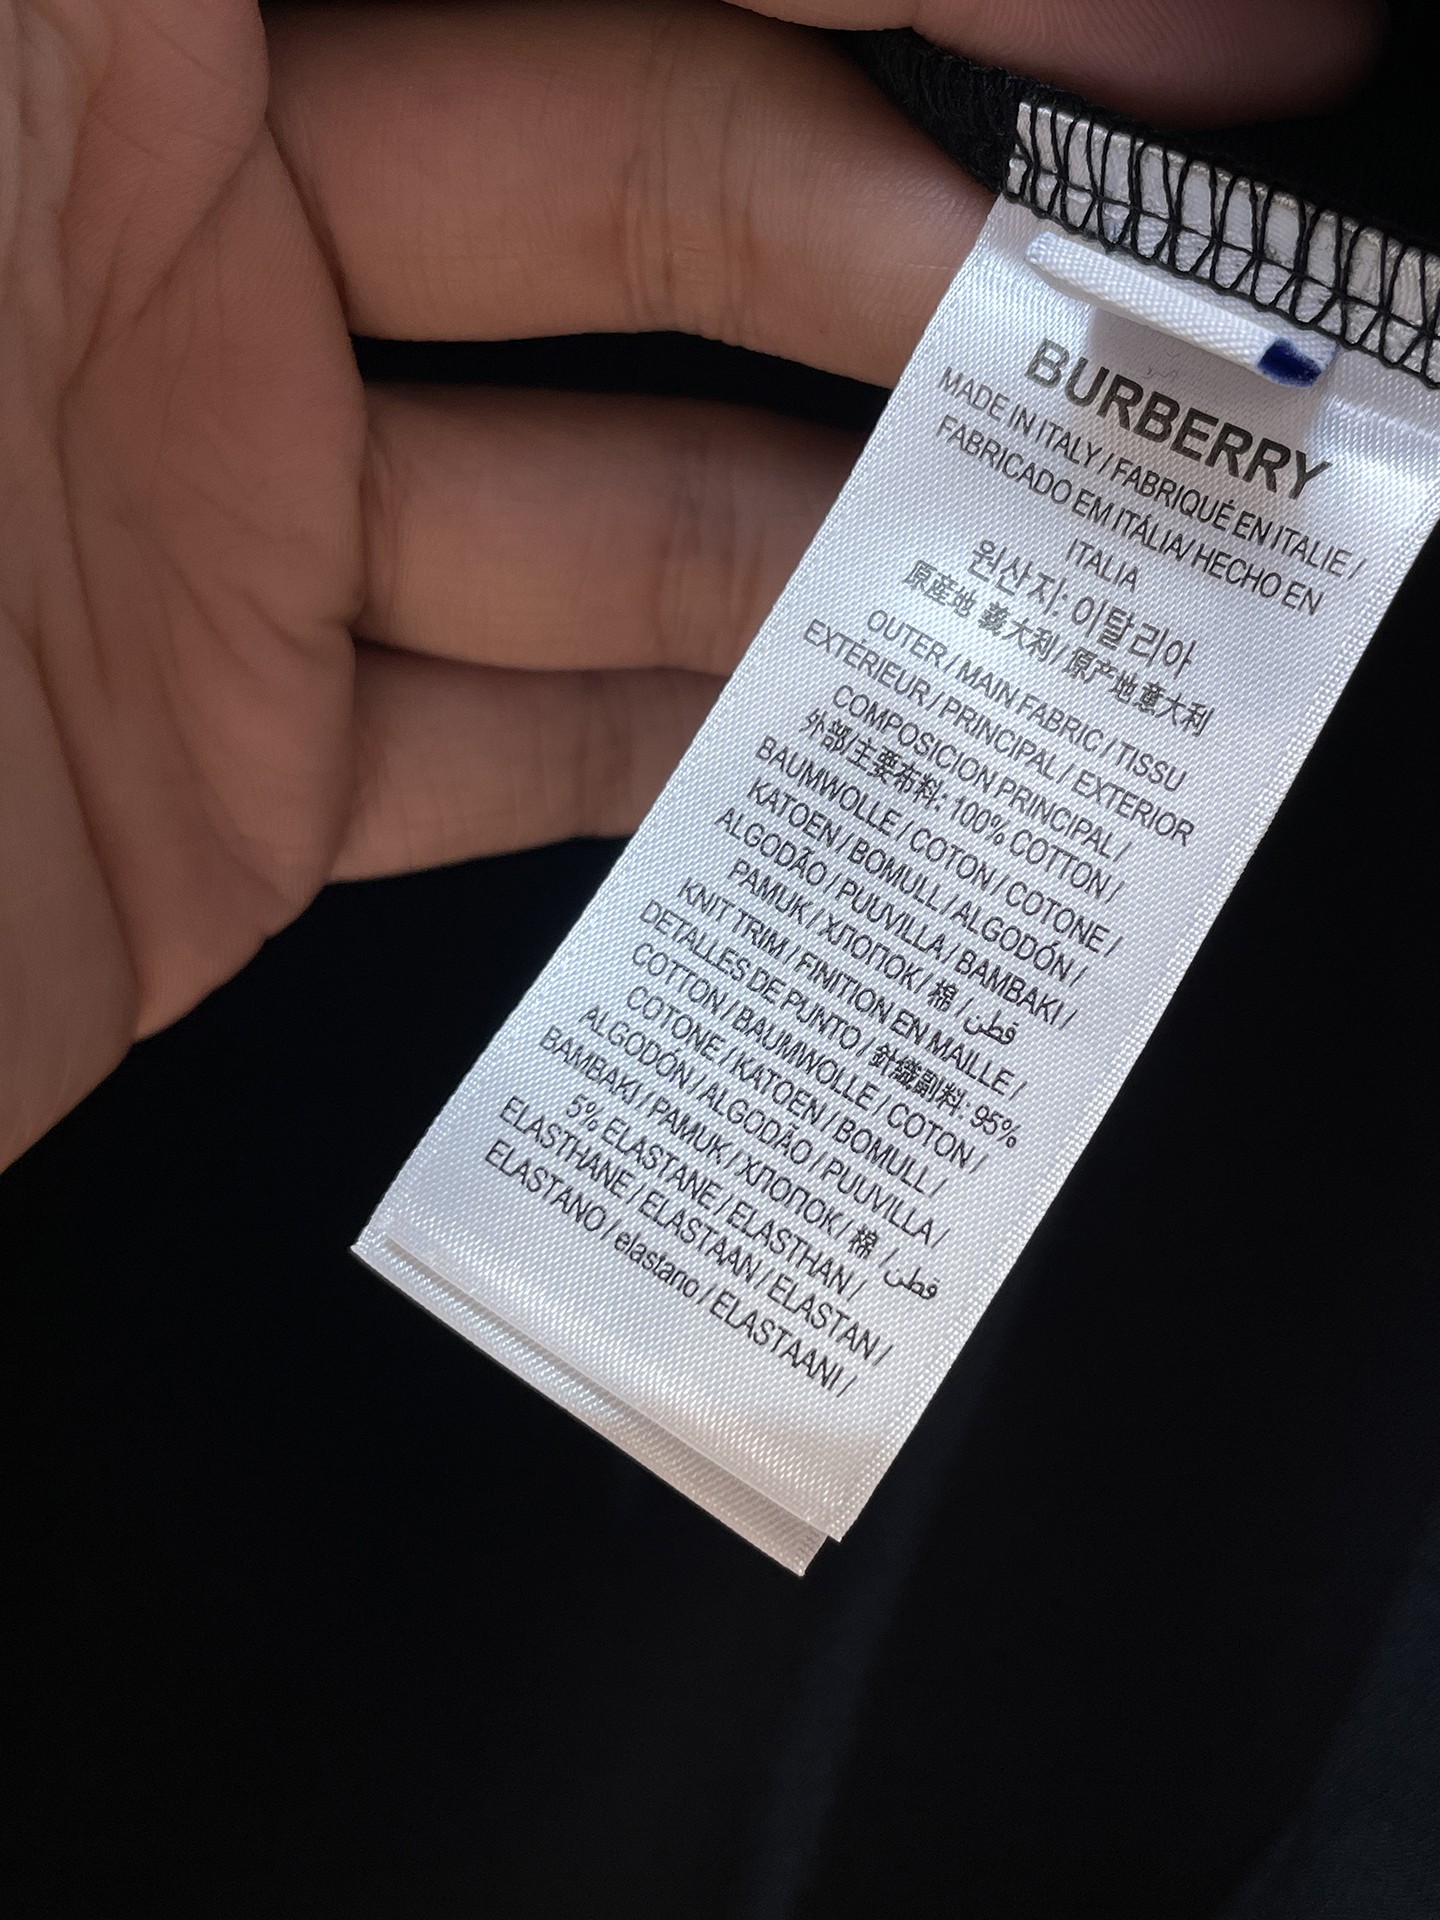 BURBERRY
MADE IN ITALY / FABRIQUÉ EN ITALIE /
FABRICADO EM ITÁLIA/ HECHO EN
ITALIA
원산지: 이탈리아
原産地 義大利/ 原产地意大利
OUTER / MAIN FABRIC / TISSU
EXTÉRIEUR / PRINCIPAL / EXTERIOR
COMPOSICION PRINCIPAL /
外部/主要布料: 100% COTTON /
BAUMWOLLE / COTON / COTONE /
KATOEN / BOMULL / ALGODÓN /
ALGODÃO / PUUVILLA / BAMBAKI /
PAMUK / ХЛОПОК / 棉 / قطن
KNIT TRIM / FINITION EN MAILLE /
DETALLES DE PUNTO / 針織副料: 95%
COTTON / BAUMWOLLE / COTON /
COTONE / KATOEN / BOMULL /
ALGODÓN / ALGODÃO / PUUVILLA /
BAMBAKI / PAMUK / ХЛОПОК / 棉 / قطن
5% ELASTANE / ELASTHAN /
ELASTHANE / ELASTAAN / ELASTAN /
ELASTANO / elastano / ELASTAANI /